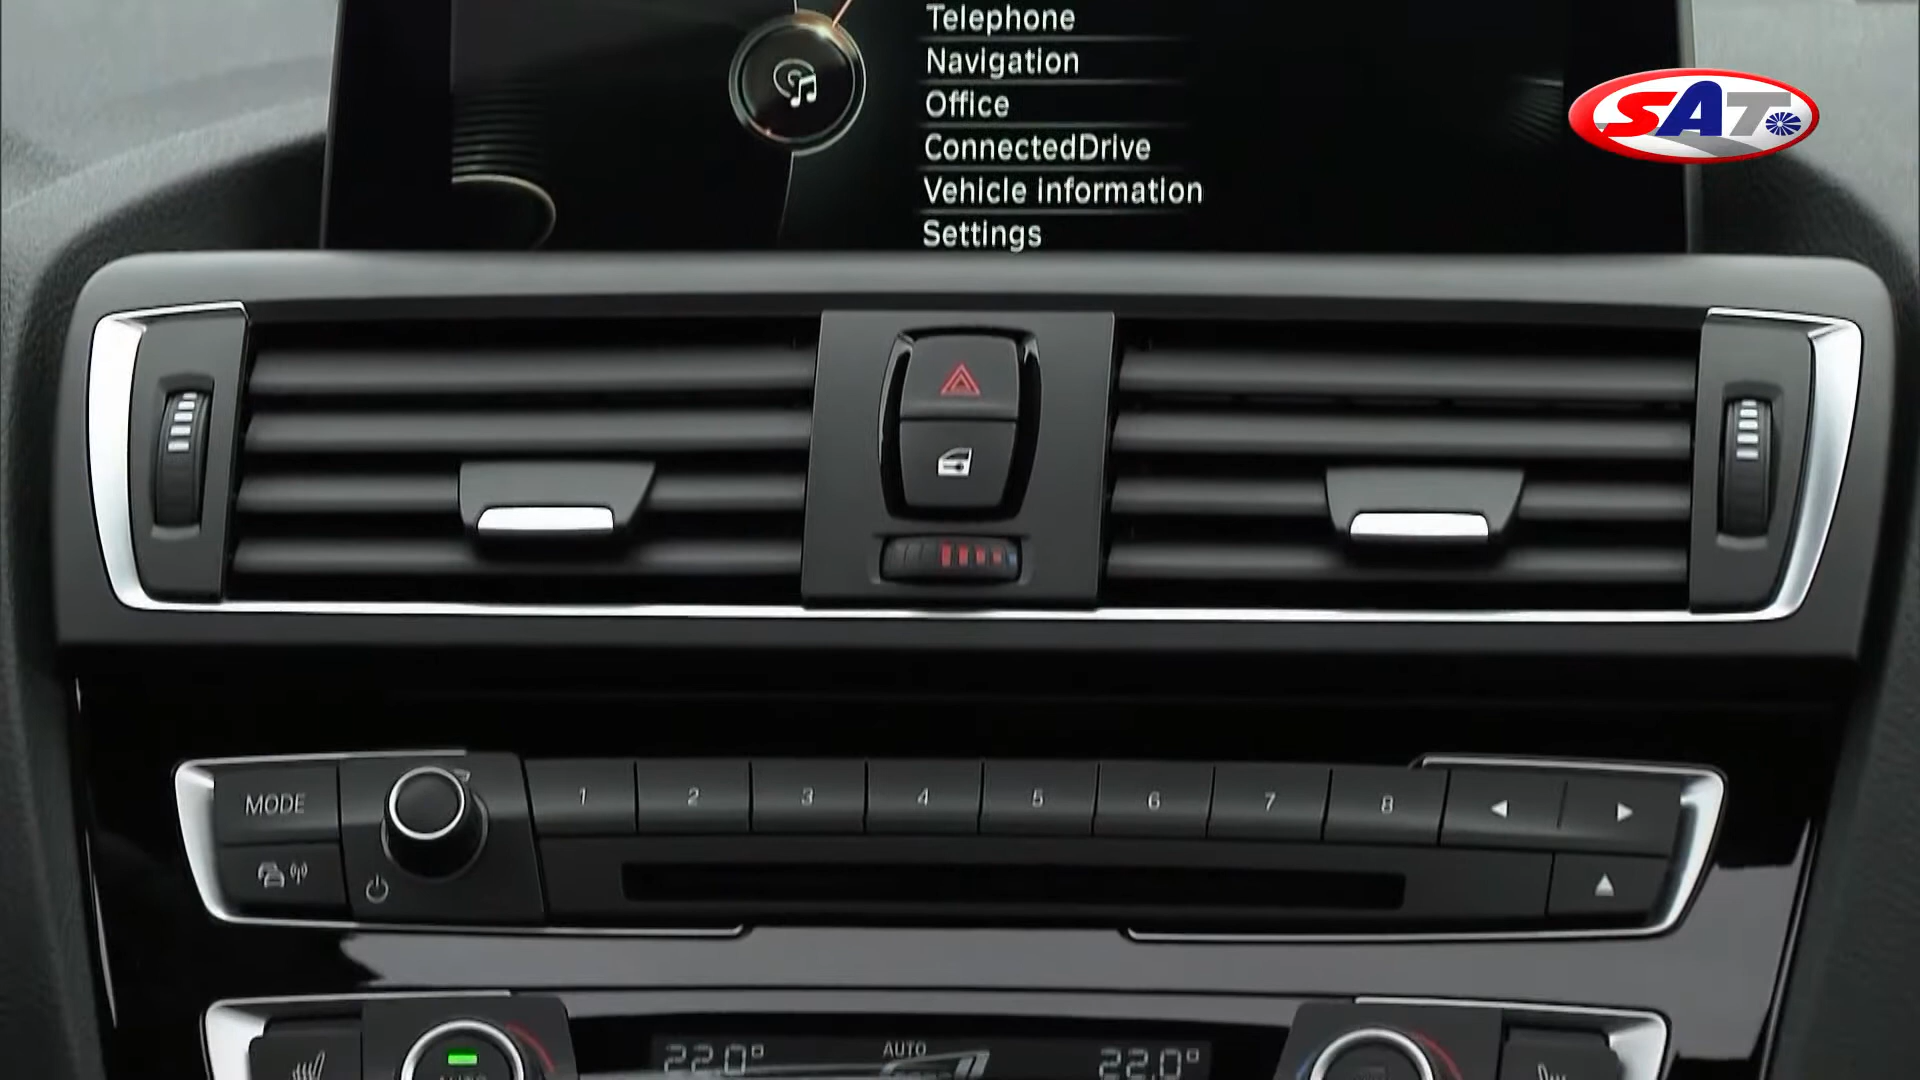 Telephone
Navigation
Office
ConnectedDrive
Vehicle information
Settings
SAT
MODE
1 2 3 4 5 6 7 8
22.0° AUTO 22.0°
AUTO